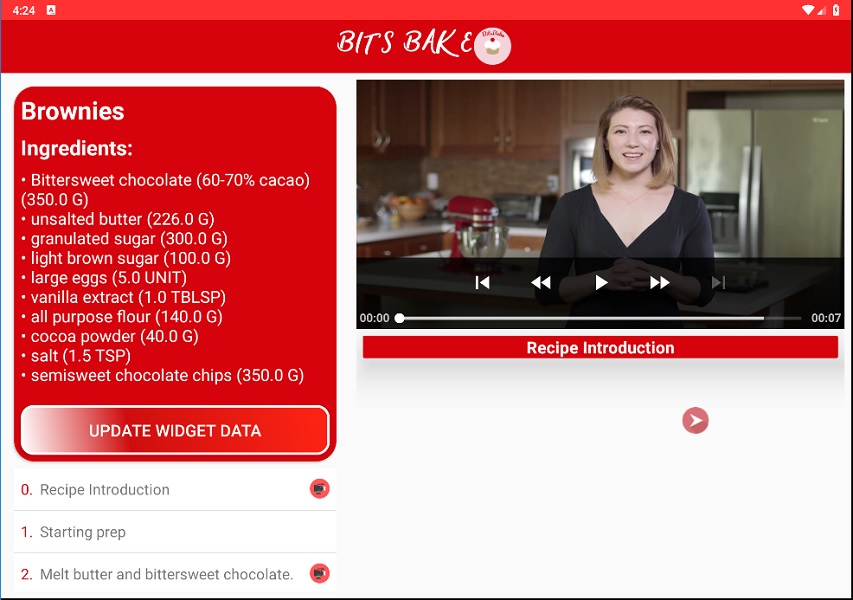 4:24
BITS BAKE
Brownies
Ingredients:
• Bittersweet chocolate (60-70% cacao)
(350.0 G)
• unsalted butter (226.0 G)
• granulated sugar (300.0 G)
• light brown sugar (100.0 G)
• large eggs (5.0 UNIT)
• vanilla extract (1.0 TBLSP)
• all purpose flour (140.0 G)
• cocoa powder (40.0 G)
• salt (1.5 TSP)
• semisweet chocolate chips (350.0 G)
UPDATE WIDGET DATA
0. Recipe Introduction
1. Starting prep
2. Melt butter and bittersweet chocolate.
00:00
00:07
Recipe Introduction